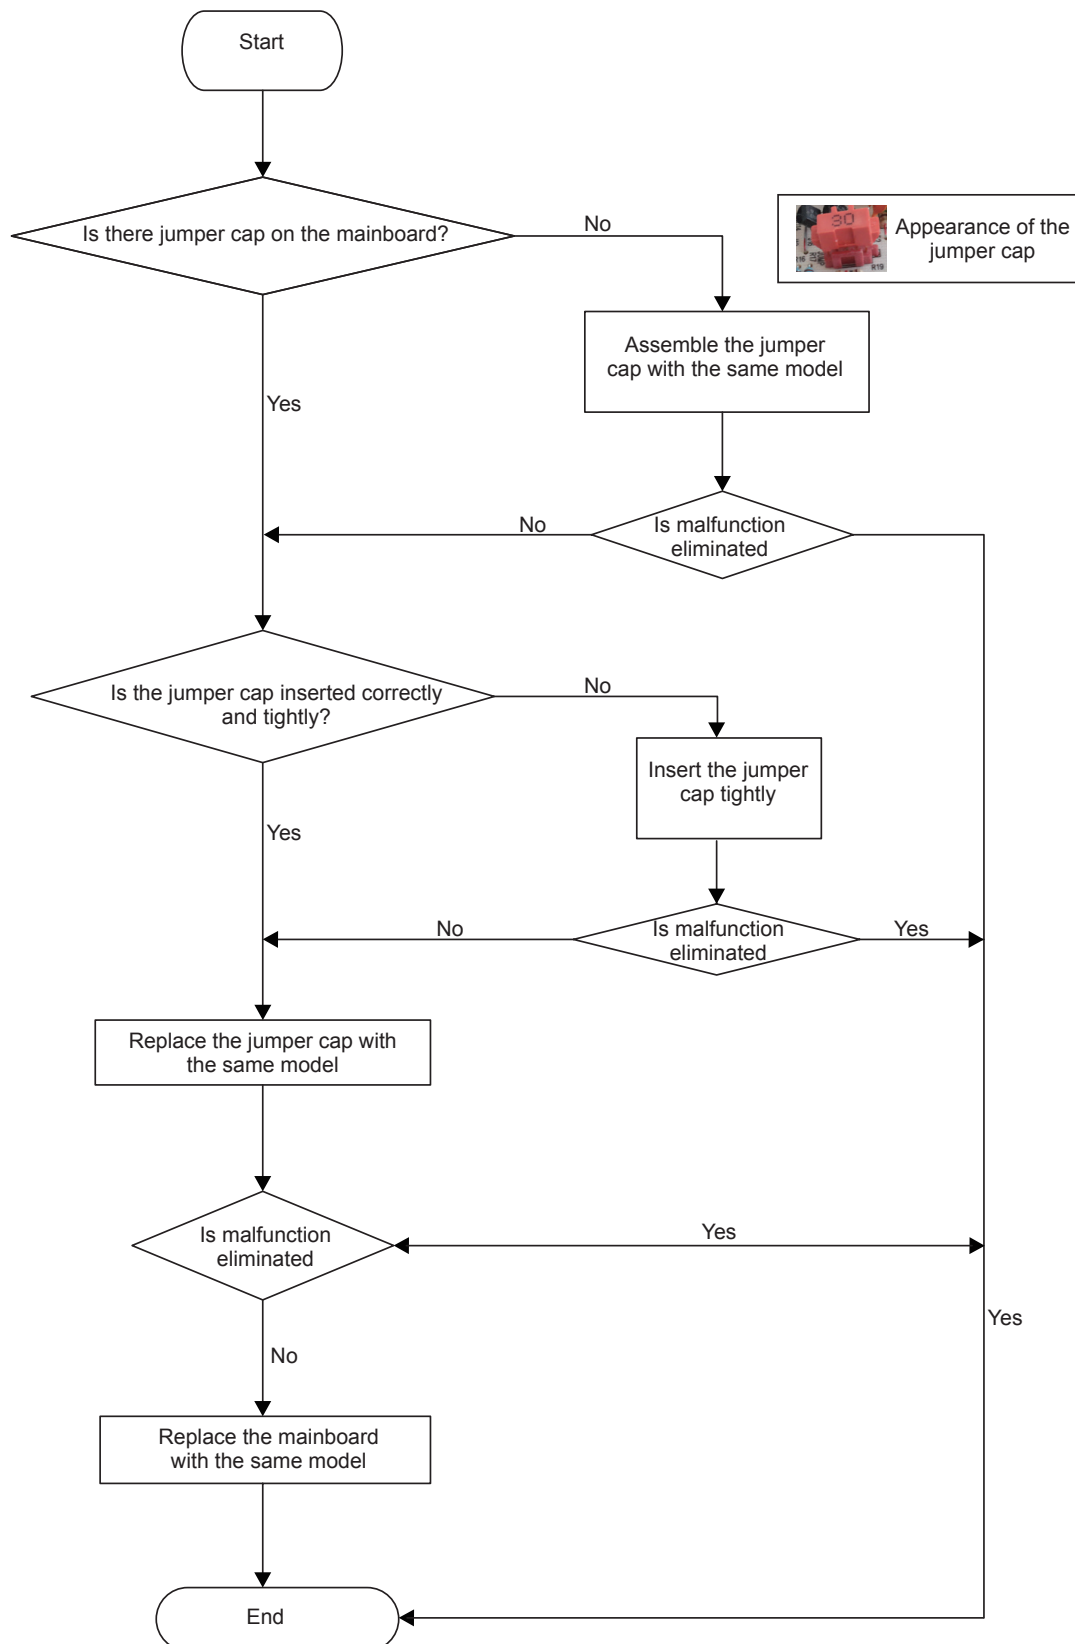 Start
Is there jumper cap on the mainboard?
No
30
Appearance of the
jumper cap
Assemble the jumper
cap with the same model
Yes
No
Is malfunction
eliminated
Is the jumper cap inserted correctly
and tightly?
No
Insert the jumper
cap tightly
Yes
No
Is malfunction
eliminated
Yes
Replace the jumper cap with
the same model
Is malfunction
eliminated
Yes
Yes
No
Replace the mainboard
with the same model
End